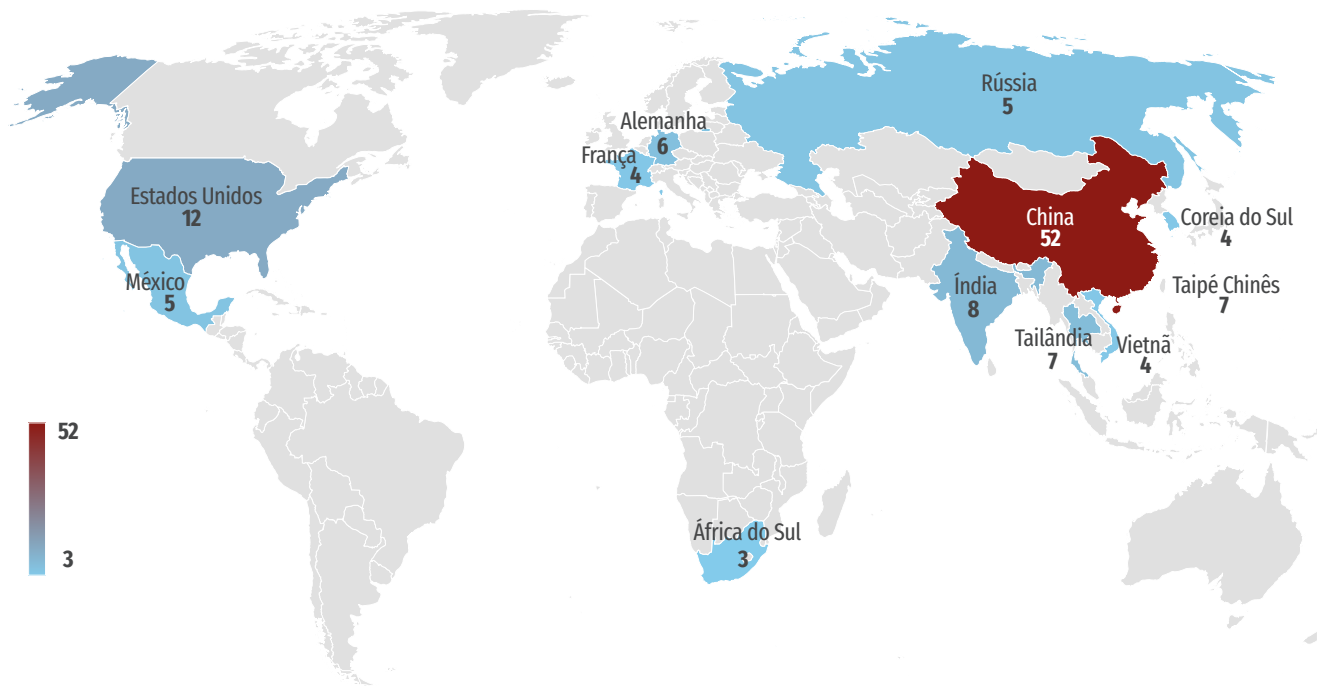 Rússia
5
Alemanha
6
França
4
Estados Unidos
12
China
52
Coreia do Sul
4
México
5
Índia
8
Taipé Chinês
7
Tailândia
7
Vietnã
4
52
3
África do Sul
3